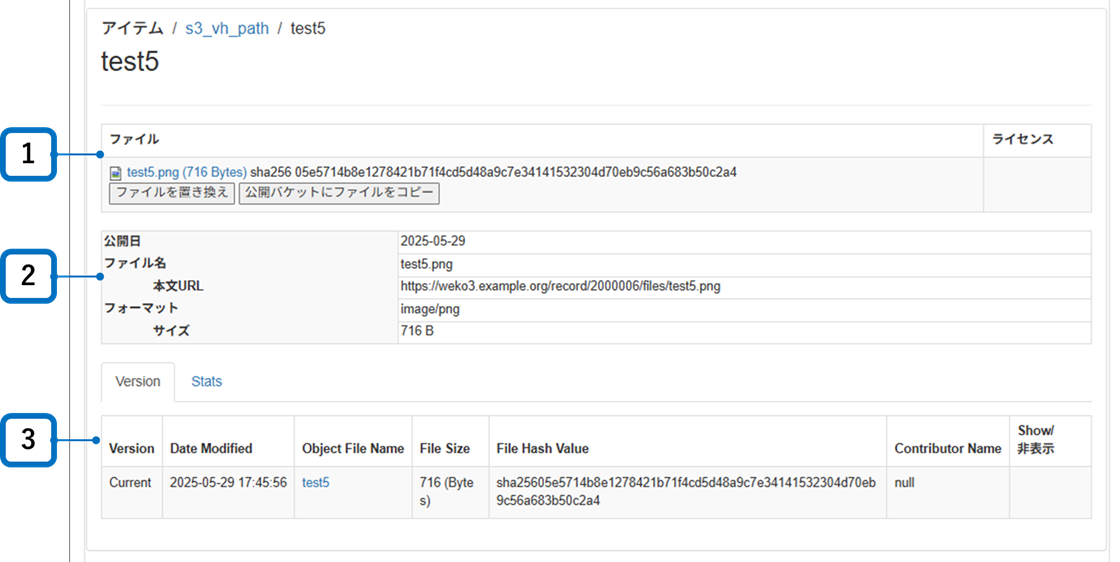 アイテム / s3_vh_path / test5
test5
1
ファイル ライセンス
test5.png (716 Bytes) sha256 05e5714b8e1278421b71f4cd5d48a9c7e34141532304d70eb9c56a683b50c2a4
ファイルを置き換え 公開バケットにファイルをコピー
2
公開日 2025-05-29
ファイル名 test5.png
本文URL https://weko3.example.org/record/2000006/files/test5.png
フォーマット image/png
サイズ 716 B
Version Stats
3
Version Date Modified Object File Name File Size File Hash Value Contributor Name Show/
非表示
Current 2025-05-29 17:45:56 test5 716 (Byte sha25605e5714b8e1278421b71f4cd5d48a9c7e34141532304d70eb null
s) 9c56a683b50c2a4